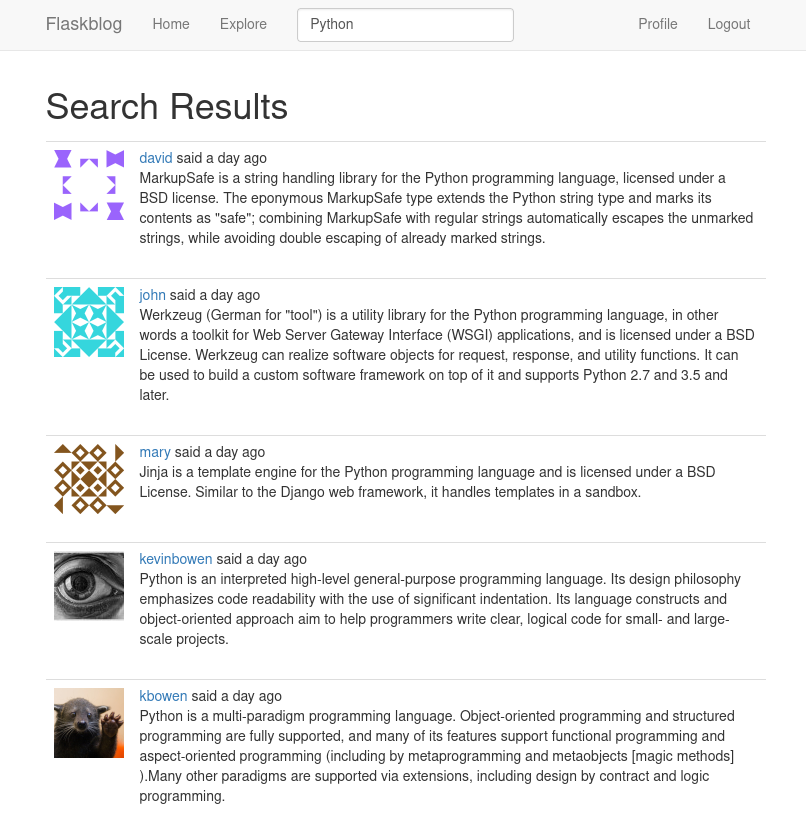 Flaskblog Home Explore Python Profile Logout
Search Results
david said a day ago
MarkupSafe is a string handling library for the Python programming language, licensed under a
BSD license. The eponymous MarkupSafe type extends the Python string type and marks its
contents as "safe"; combining MarkupSafe with regular strings automatically escapes the unmarked
strings, while avoiding double escaping of already marked strings.
john said a day ago
Werkzeug (German for "tool") is a utility library for the Python programming language, in other
words a toolkit for Web Server Gateway Interface (WSGI) applications, and is licensed under a BSD
License. Werkzeug can realize software objects for request, response, and utility functions. It can
be used to build a custom software framework on top of it and supports Python 2.7 and 3.5 and
later.
mary said a day ago
Jinja is a template engine for the Python programming language and is licensed under a BSD
License. Similar to the Django web framework, it handles templates in a sandbox.
kevinbowen said a day ago
Python is an interpreted high-level general-purpose programming language. Its design philosophy
emphasizes code readability with the use of significant indentation. Its language constructs and
object-oriented approach aim to help programmers write clear, logical code for small- and large-
scale projects.
kbowen said a day ago
Python is a multi-paradigm programming language. Object-oriented programming and structured
programming are fully supported, and many of its features support functional programming and
aspect-oriented programming (including by metaprogramming and metaobjects [magic methods]
).Many other paradigms are supported via extensions, including design by contract and logic
programming.